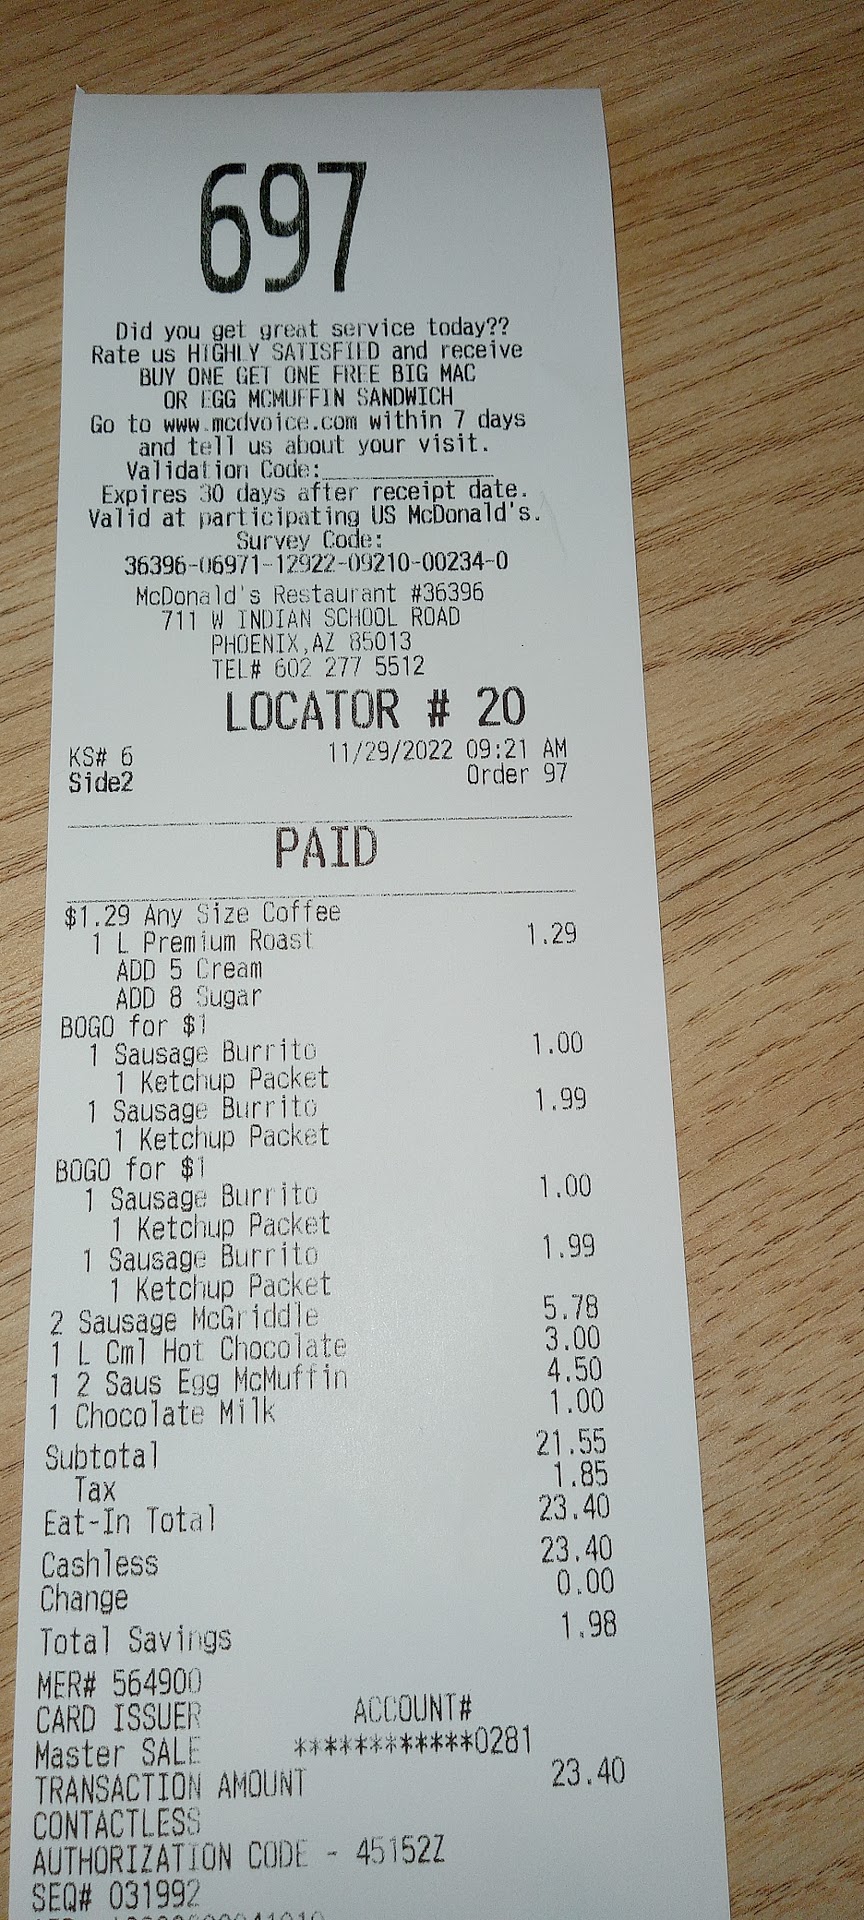 697
Did you get great service today??
Rate us HIGHLY SATISFIED and receive
BUY ONE GET ONE FREE BIG MAC
OR EGG MCMUFFIN SANDWICH
Go to www.mcdvoice.com within 7 days
and tell us about your visit.
Validation Code:______________
Expires 30 days after receipt date.
Valid at participating US McDonald's.
Survey Code:
36396-06971-12922-09210-00234-0
McDonald's Restaurant #36396
711 W INDIAN SCHOOL ROAD
PHOENIX,AZ 85013
TEL# 602 277 5512
LOCATOR # 20
KS# 6 11/29/2022 09:21 AM
Side2 Order 97
PAID
$1.29 Any Size Coffee
1 L Premium Roast 1.29
ADD 5 Cream
ADD 8 Sugar
BOGO for $1
1 Sausage Burrito 1.00
1 Ketchup Packet
1 Sausage Burrito 1.99
1 Ketchup Packet
BOGO for $1
1 Sausage Burrito 1.00
1 Ketchup Packet
1 Sausage Burrito 1.99
1 Ketchup Packet
2 Sausage McGriddle 5.78
1 L Cml Hot Chocolate 3.00
1 2 Saus Egg McMuffin 4.50
1 Chocolate Milk 1.00
Subtotal 21.55
Tax 1.85
Eat-In Total 23.40
Cashless 23.40
Change 0.00
Total Savings 1.98
MER# 564900
CARD ISSUER ACCOUNT#
Master SALE ************0281
TRANSACTION AMOUNT 23.40
CONTACTLESS
AUTHORIZATION CODE - 45152Z
SEQ# 031992